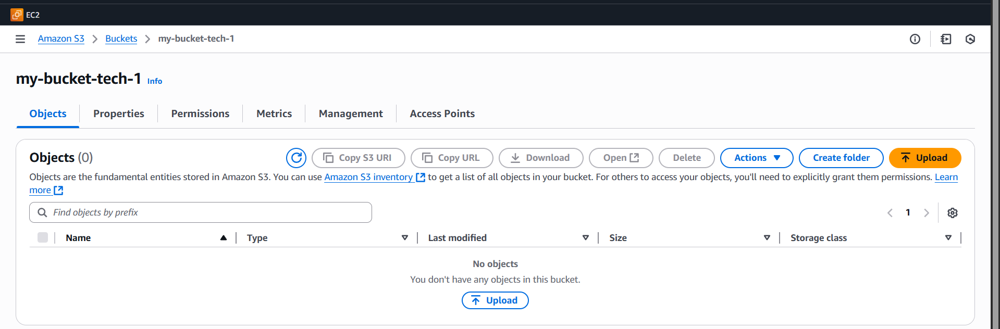 EC2
Amazon S3 Buckets my-bucket-tech-1
my-bucket-tech-1 Info
Objects Properties Permissions Metrics Management Access Points
Objects (0) Copy S3 URI Copy URL Download Open Delete Actions Create folder Upload
Objects are the fundamental entities stored in Amazon S3. You can use Amazon S3 inventory to get a list of all objects in your bucket. For others to access your objects, you'll need to explicitly grant them permissions. Learn
more
Find objects by prefix 1
Name Type Last modified Size Storage class
No objects
You don't have any objects in this bucket.
Upload